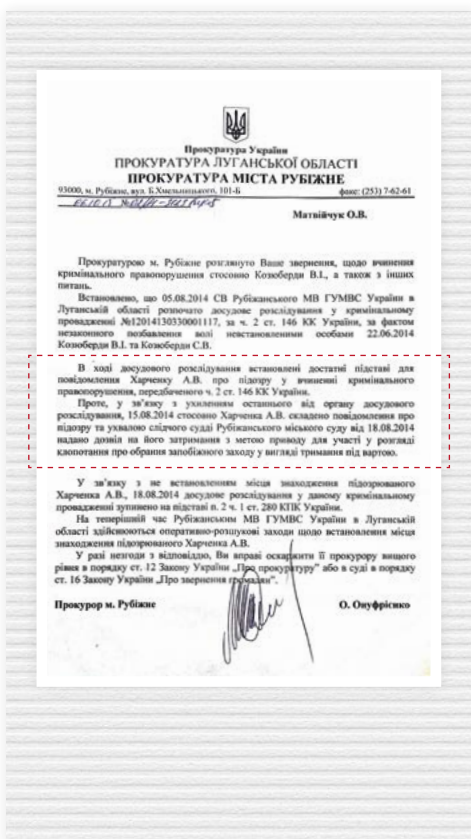 Прокуратура України
ПРОКУРАТУРА ЛУГАНСЬКОЇ ОБЛАСТІ
ПРОКУРАТУРА МІСТА РУБІЖНЕ
93000, м. Рубіжне, вул. Б.Хмельницького, 101-Б факс: (253) 7-62-61
Матвійчук О.В.
Прокуратурою м. Рубіжне розглянуто Ваше звернення, щодо вчинення
кримінального правопорушення стосовно Козюберди В.І., а також з інших
питань.
Встановлено, що 05.08.2014 СВ Рубіжанського МВ ГУМВС України в
Луганській області розпочато досудове розслідування у кримінальному
провадженні №12014130330001117, за ч. 2 ст. 146 КК України, за фактом
незаконного позбавлення волі невстановленими особами 22.06.2014
Козюберди В.І. та Козюберди С.В.
В ході досудового розслідування встановлені достатні підстави для
повідомлення Харченку А.В. про підозру у вчиненні кримінального
правопорушення, передбаченого ч. 2 ст. 146 КК України.
Проте, у зв'язку з ухиленням останнього від органу досудового
розслідування, 15.08.2014 стосовно Харченка А.В. складено повідомлення про
підозру та ухвалою слідчого судді Рубіжанського міського суду від 18.08.2014
надано дозвіл на його затримання з метою приводу для участі у розгляді
клопотання про обрання запобіжного заходу у вигляді тримання під вартою.
У зв'язку з не встановленням місця знаходження підозрюваного
Харченка А.В., 18.08.2014 досудове розслідування у даному кримінальному
провадженні зупинено на підставі п. 2 ч. 1 ст. 280 КПК України.
На теперішній час Рубіжанським МВ ГУМВС України в Луганській
області здійснюються оперативно-розшукові заходи щодо встановлення місця
знаходження підозрюваного Харченка А.В.
У разі незгоди з відповіддю, Ви вправі оскаржити її прокурору вищого
рівня в порядку ст. 12 Закону України „Про прокуратуру” або в суді в порядку
ст. 16 Закону України „Про звернення громадян”.
Прокурор м. Рубіжне О. Онуфрієнко